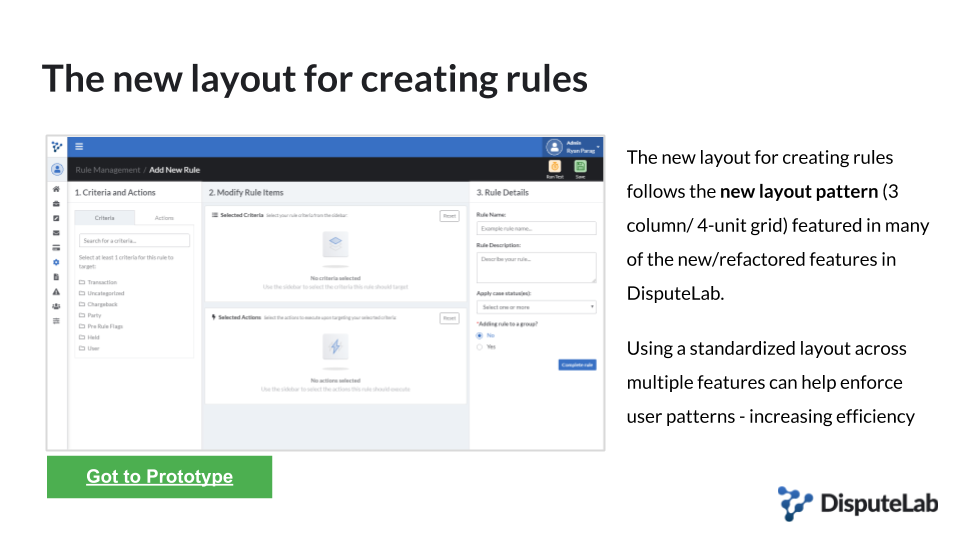 The new layout for creating rules
Admin
Ryan Parag
Rule Management / Add New Rule
Run Test
Save
1. Criteria and Actions
Criteria
Actions
Search for a criteria...
Select at least 1 criteria for this rule to
target:
Transaction
Uncategorized
Chargeback
Party
Pre Rule Flags
Held
User
2. Modify Rule Items
Selected Criteria Select your rule criteria from the sidebar
Reset
No criteria selected
Use the sidebar to select the criteria this rule should target
Selected Actions Select the actions to execute upon targeting your selected criteria
Reset
No actions selected
Use the sidebar to select the actions this rule should execute
3. Rule Details
Rule Name:
Example rule name...
Rule Description:
Describe your rule...
Apply case status(es):
Select one or more
*Adding rule to a group?
No
Yes
Complete rule
The new layout for creating rules
follows the new layout pattern (3
column/ 4-unit grid) featured in many
of the new/refactored features in
DisputeLab.
Using a standardized layout across
multiple features can help enforce
user patterns - increasing efficiency
Got to Prototype
DisputeLab